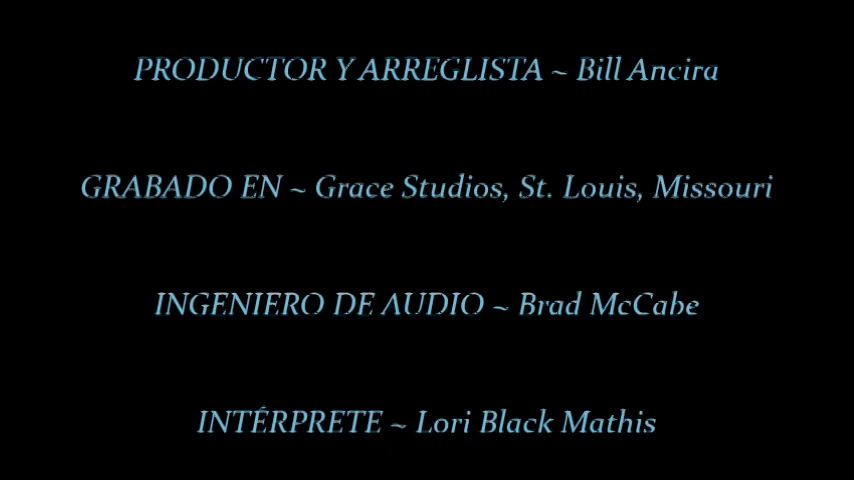 PRODUCTOR Y ARREGLISTA ~ Bill Ancira
GRABADO EN ~ Grace Studios, St. Louis, Missouri
INGENIERO DE AUDIO ~ Brad McCabe
INTÉRPRETE ~ Lori Black Mathis